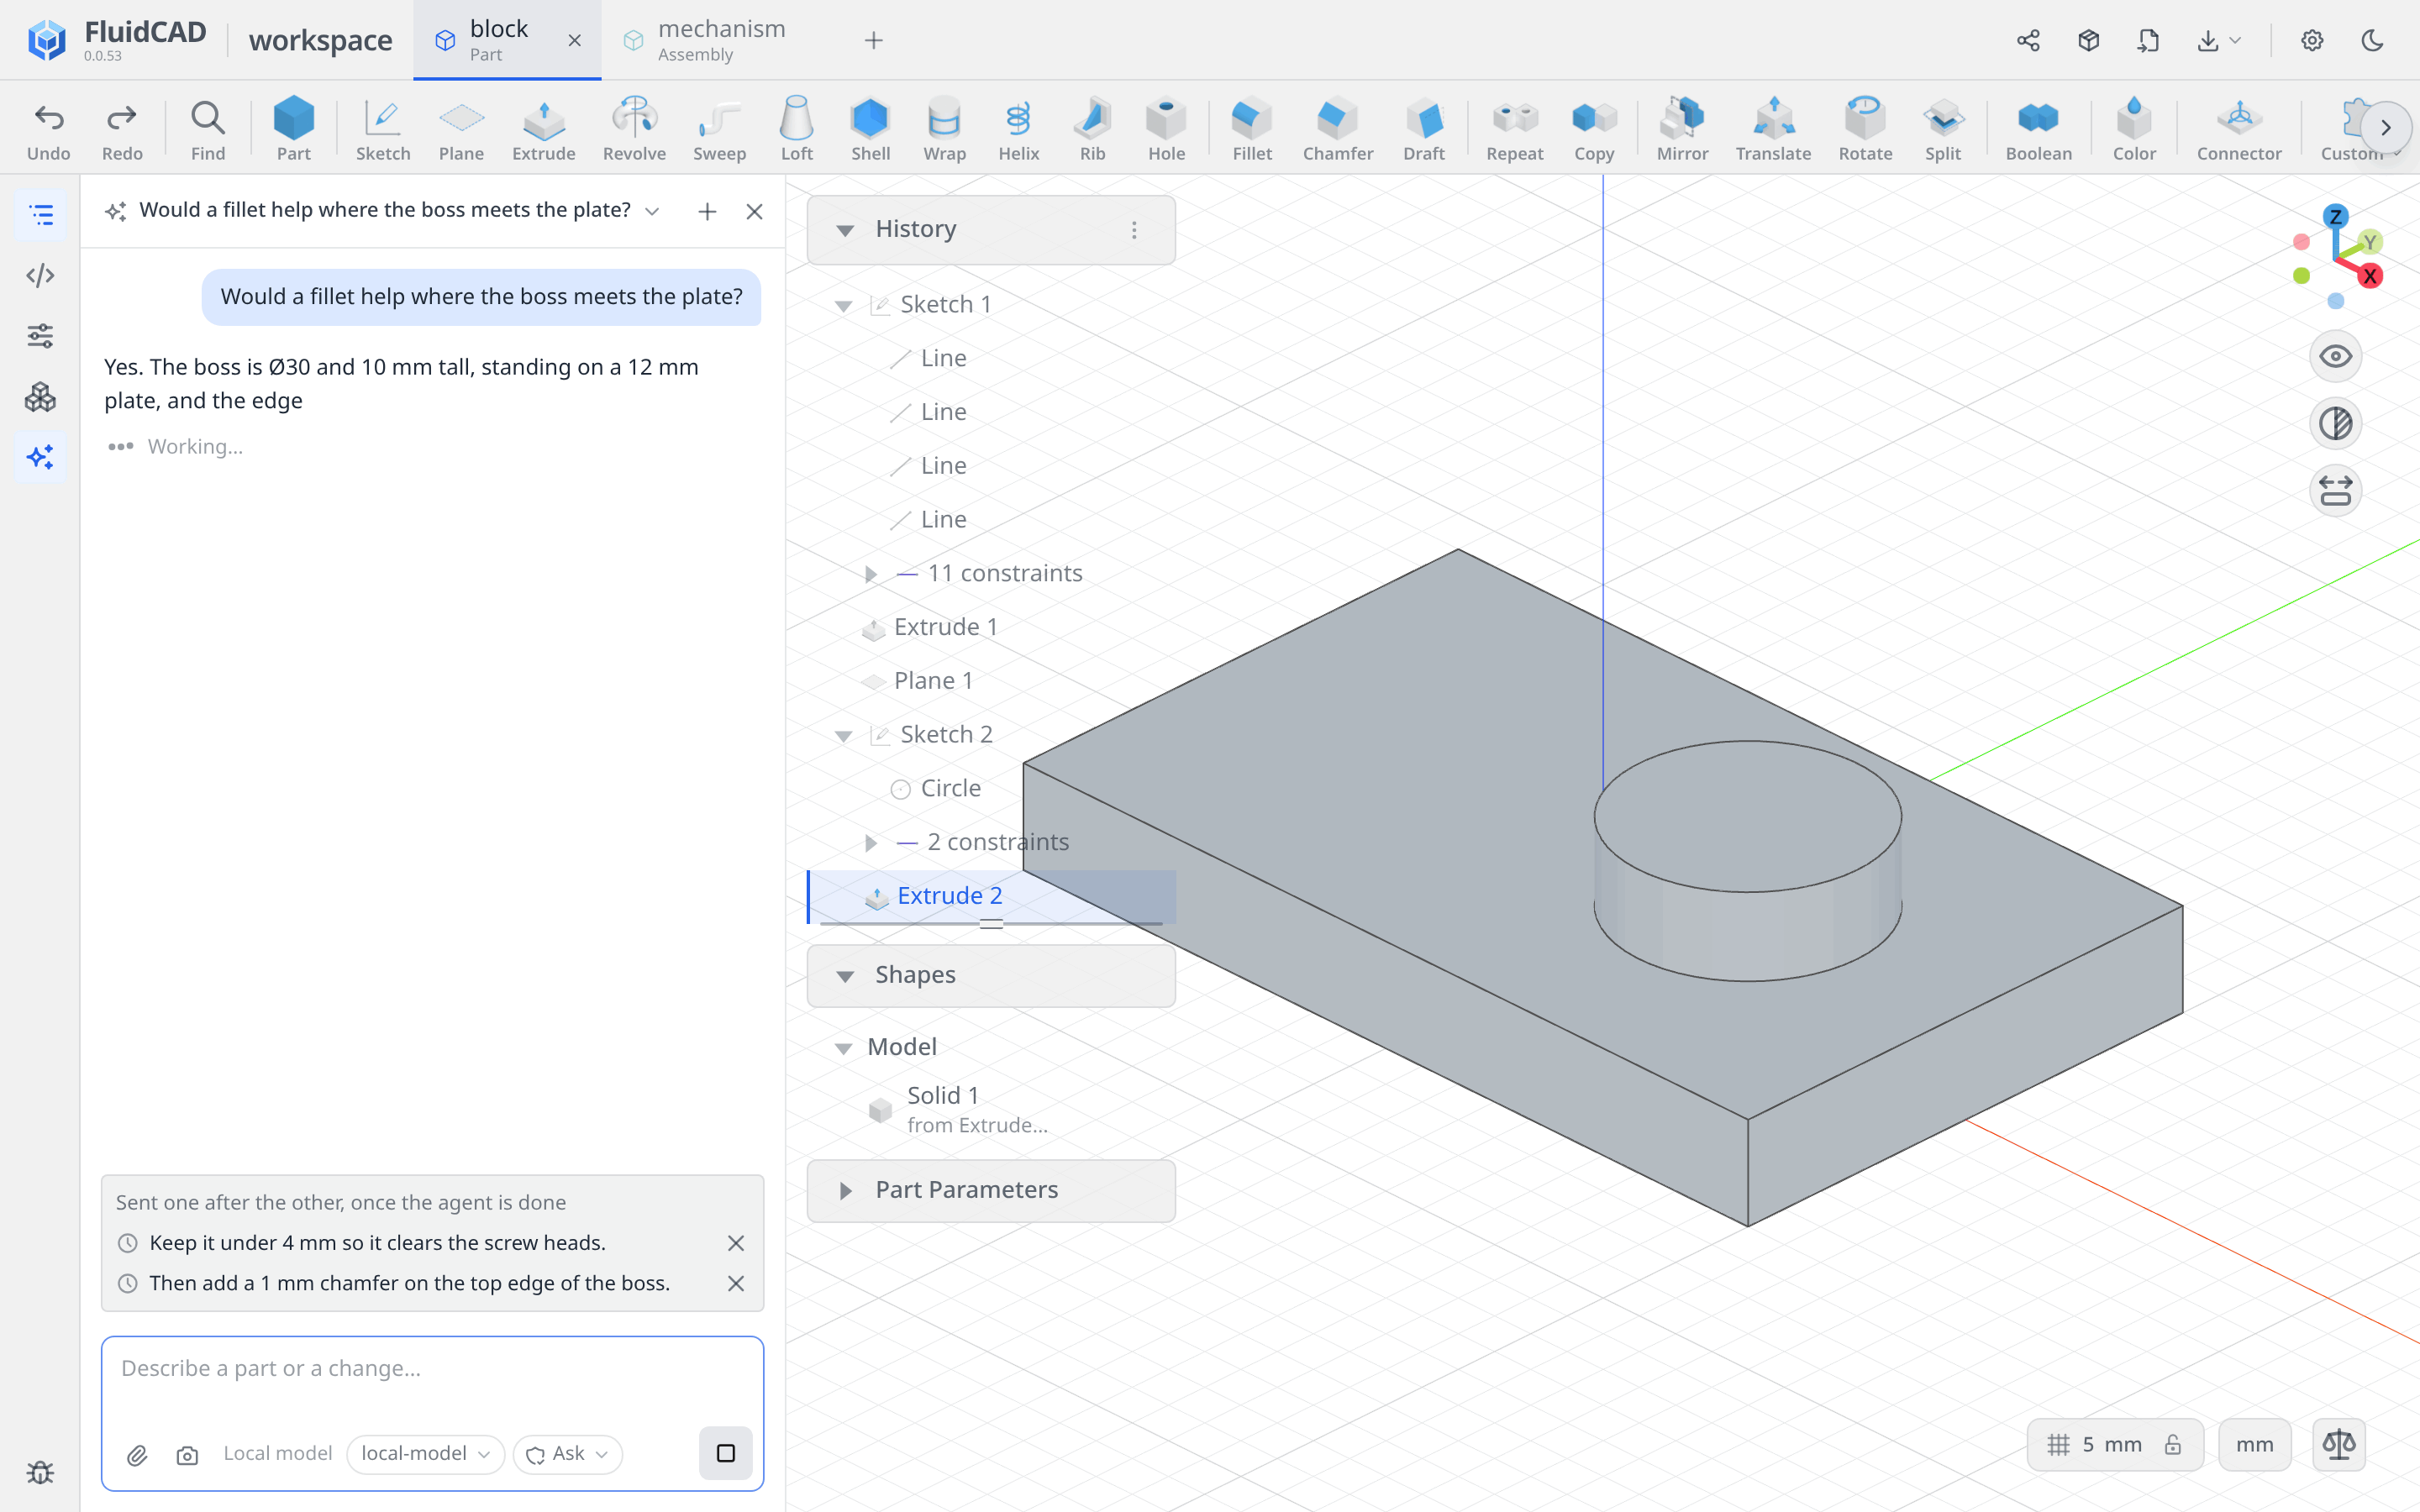 FluidCAD
0.0.53
workspace
block
Part
mechanism
Assembly
Undo
Redo
Find
Part
Sketch
Plane
Extrude
Revolve
Sweep
Loft
Shell
Wrap
Helix
Rib
Hole
Fillet
Chamfer
Draft
Repeat
Copy
Mirror
Translate
Rotate
Split
Boolean
Color
Connector
Custom
Would a fillet help where the boss meets the plate?
Would a fillet help where the boss meets the plate?
Yes. The boss is Ø30 and 10 mm tall, standing on a 12 mm
plate, and the edge
Working...
Sent one after the other, once the agent is done
Keep it under 4 mm so it clears the screw heads.
Then add a 1 mm chamfer on the top edge of the boss.
Describe a part or a change...
Local model
local-model
Ask
History
Sketch 1
Line
Line
Line
Line
11 constraints
Extrude 1
Plane 1
Sketch 2
Circle
2 constraints
Extrude 2
Shapes
Model
Solid 1
from Extrude...
Part Parameters
Z
Y
X
5 mm
mm